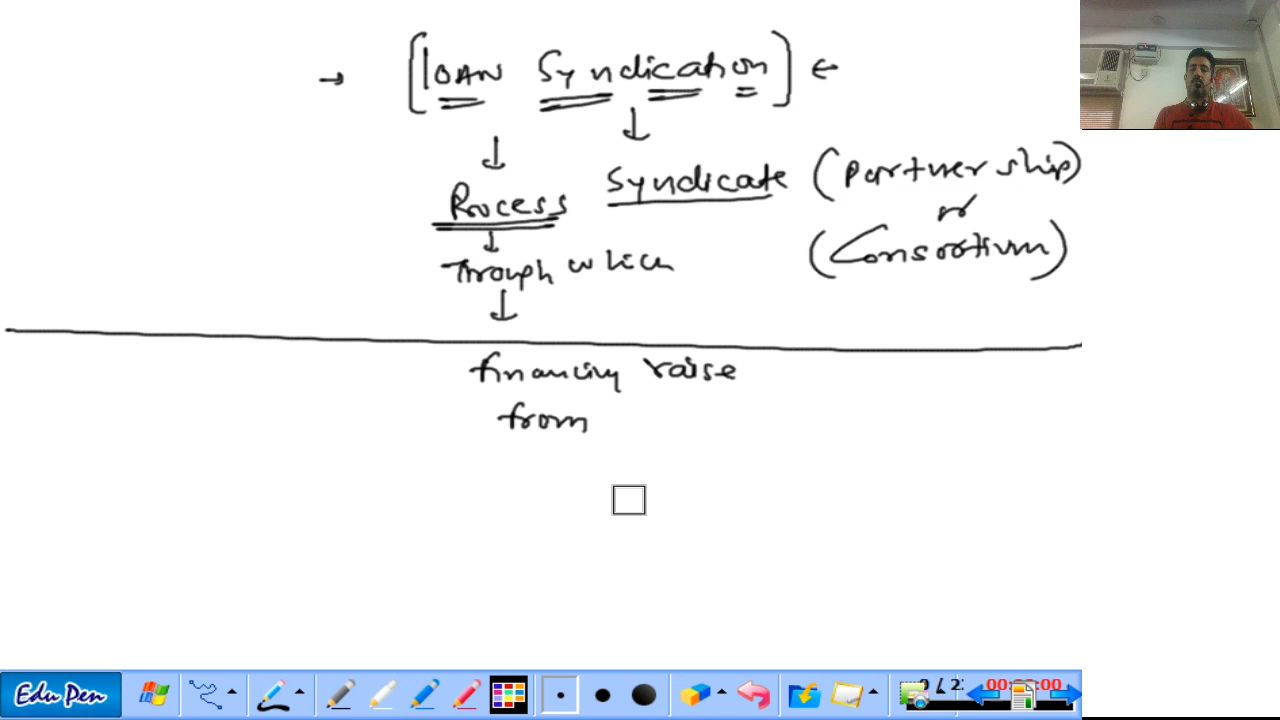 → [LOAN Syndication] ←
↓ ↓
Process Syndicate (Partnership)
or
(Consortium)
↓
Through which
↓
financing raise
from
Edu Pen